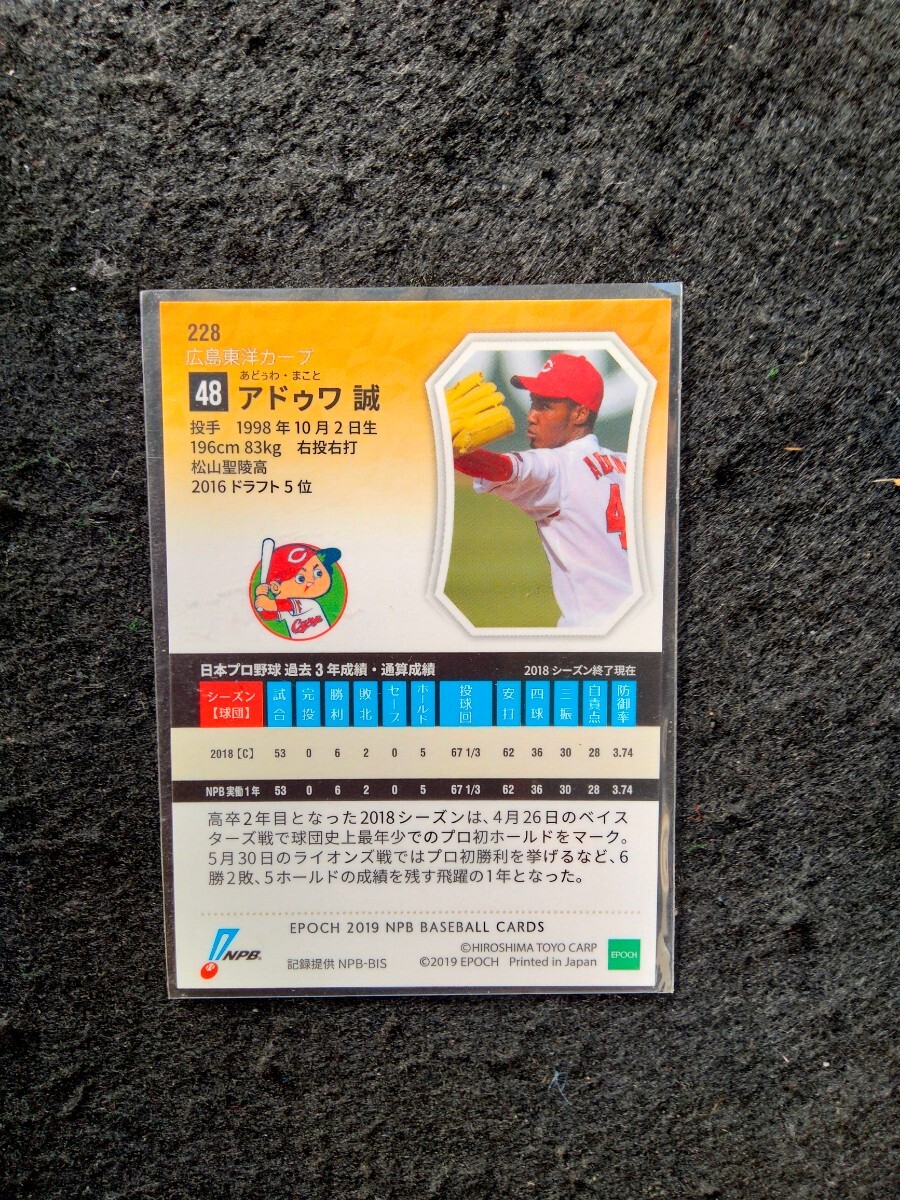 228
広島東洋カープ
あどぅわ・まこと
48 アドゥワ 誠
投手 1998年10月2日生
196cm 83kg 右投右打
松山聖陵高
2016ドラフト5位
C
Carp
4
日本プロ野球 過去3年成績・通算成績 2018シーズン終了現在
シーズン【球団】 試合 完投 勝利 敗北 セーブ ホールド 投球回 安打 四球 三振 自責点 防御率
2018【C】 53 0 6 2 0 5 67 1/3 62 36 30 28 3.74
NPB実働1年 53 0 6 2 0 5 67 1/3 62 36 30 28 3.74
高卒2年目となった2018シーズンは、4月26日のベイス
ターズ戦で球団史上最年少でのプロ初ホールドをマーク。
5月30日のライオンズ戦ではプロ初勝利を挙げるなど、6
勝2敗、5ホールドの成績を残す飛躍の1年となった。
EPOCH 2019 NPB BASEBALL CARDS
NPB
記録提供 NPB-BIS
©HIROSHIMA TOYO CARP
©2019 EPOCH Printed in Japan
EPOCH